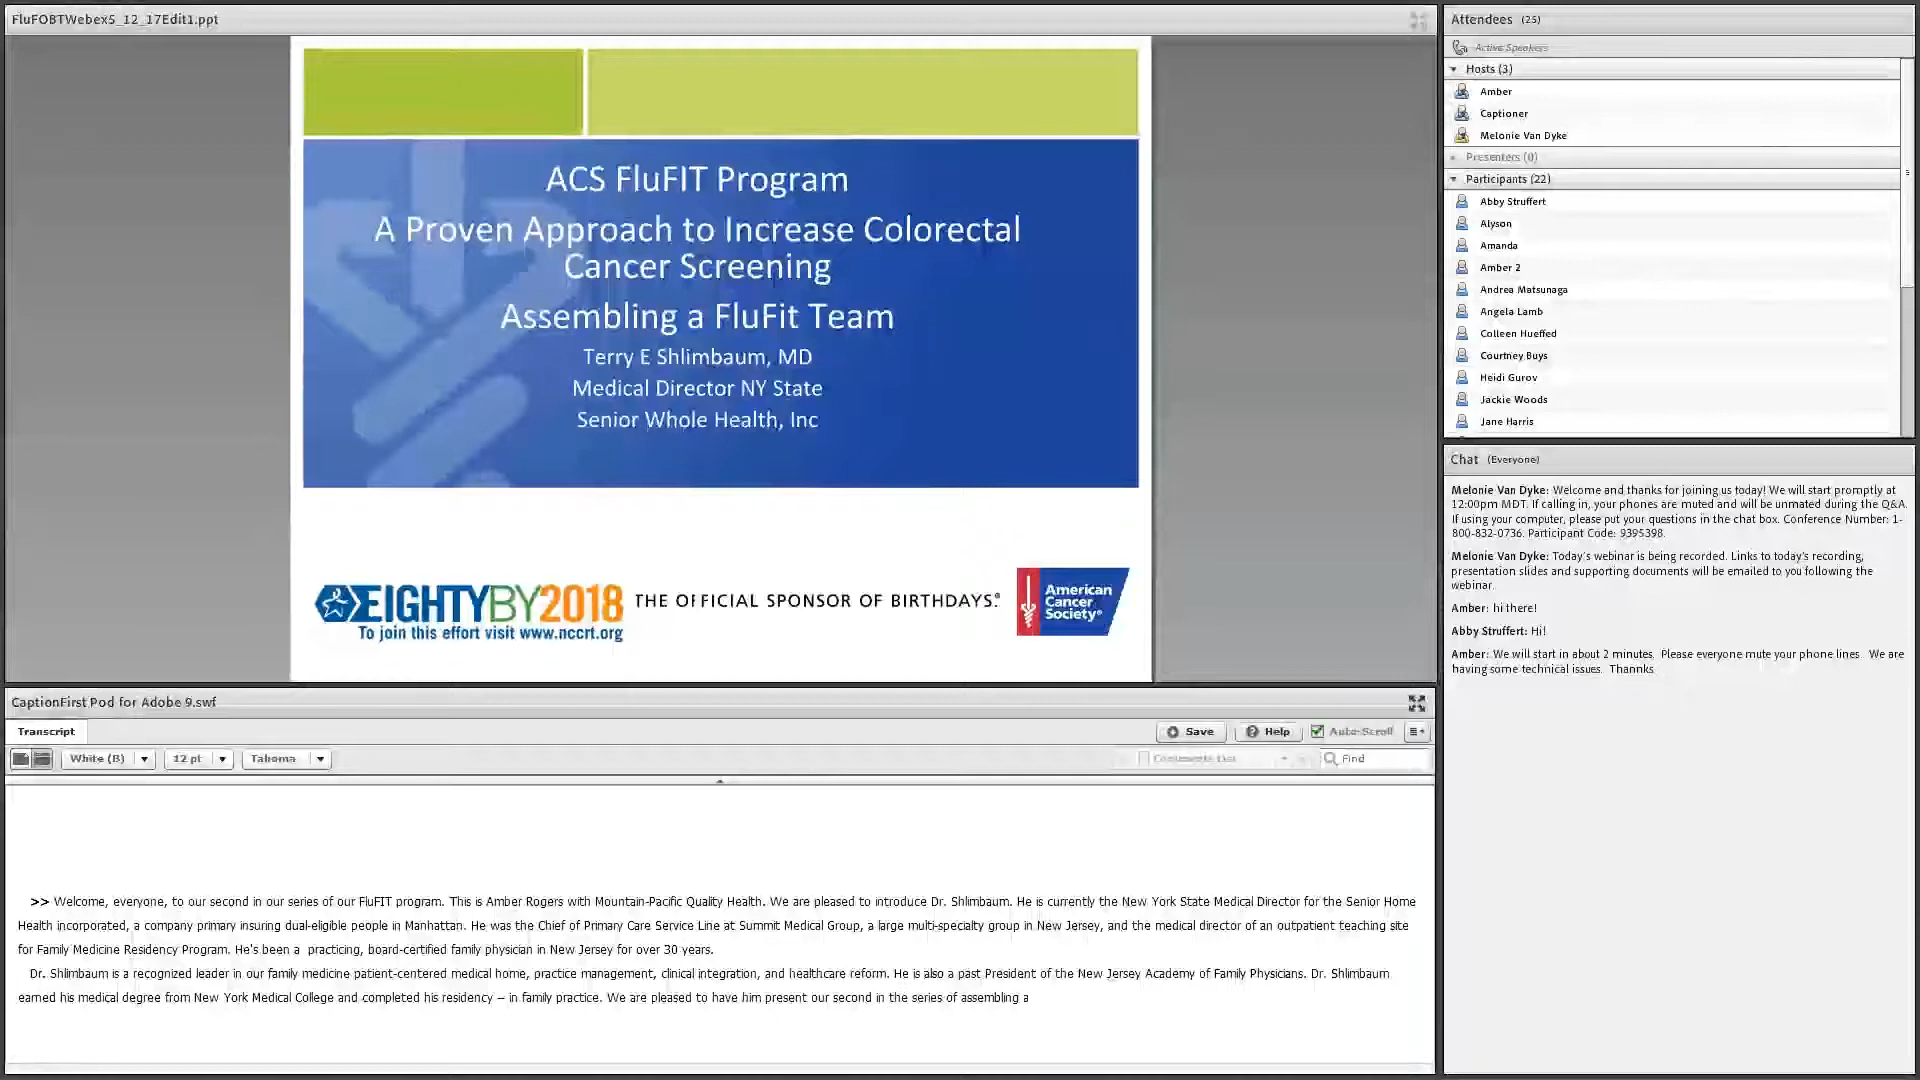 FluFOBTWebex5_12_17Edit1.ppt
ACS FluFIT Program
A Proven Approach to Increase Colorectal
Cancer Screening
Assembling a FluFit Team
Terry E Shlimbaum, MD
Medical Director NY State
Senior Whole Health, Inc
EIGHTYBY2018
To join this effort visit www.nccrt.org
THE OFFICIAL SPONSOR OF BIRTHDAYS.®
American
Cancer
Society®
CaptionFirst Pod for Adobe 9.swf
Transcript
Save
Help
Auto-Scroll
White (B)
12 pt
Tahoma
Comments List
Find
>> Welcome, everyone, to our second in our series of our FluFIT program. This is Amber Rogers with Mountain-Pacific Quality Health. We are pleased to introduce Dr. Shlimbaum. He is currently the New York State Medical Director for the Senior Home
Health incorporated, a company primary insuring dual-eligible people in Manhattan. He was the Chief of Primary Care Service Line at Summit Medical Group, a large multi-specialty group in New Jersey, and the medical director of an outpatient teaching site
for Family Medicine Residency Program. He's been a practicing, board-certified family physician in New Jersey for over 30 years.
Dr. Shlimbaum is a recognized leader in our family medicine patient-centered medical home, practice management, clinical integration, and healthcare reform. He is also a past President of the New Jersey Academy of Family Physicians. Dr. Shlimbaum
earned his medical degree from New York Medical College and completed his residency – in family practice. We are pleased to have him present our second in the series of assembling a
Attendees (25)
Active Speakers
Hosts (3)
Amber
Captioner
Melonie Van Dyke
Presenters (0)
Participants (22)
Abby Struffert
Alyson
Amanda
Amber 2
Andrea Matsunaga
Angela Lamb
Colleen Hueffed
Courtney Buys
Heidi Gurov
Jackie Woods
Jane Harris
Chat (Everyone)
Melonie Van Dyke: Welcome and thanks for joining us today! We will start promptly at
12:00pm MDT. If calling in, your phones are muted and will be unmated during the Q&A.
If using your computer, please put your questions in the chat box. Conference Number: 1-
800-832-0736. Participant Code: 9395398.
Melonie Van Dyke: Today's webinar is being recorded. Links to today's recording,
presentation slides and supporting documents will be emailed to you following the
webinar.
Amber: hi there!
Abby Struffert: Hi!
Amber: We will start in about 2 minutes. Please everyone mute your phone lines. We are
having some technical issues. Thannks